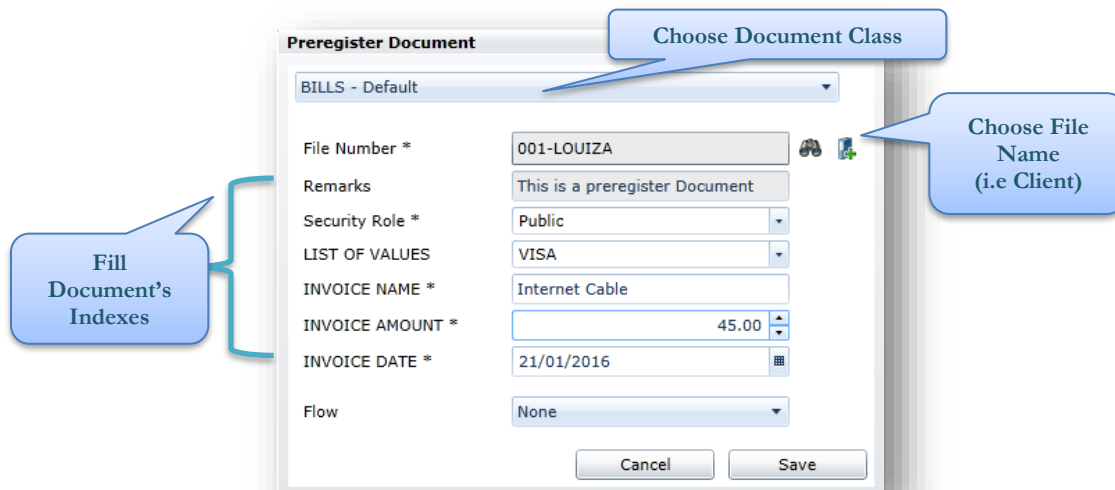 Preregister Document
Choose Document Class
BILLS - Default
File Number *
001-LOUIZA
Choose File
Name
(i.e Client)
Remarks
This is a preregister Document
Security Role *
Public
LIST OF VALUES
VISA
Fill
Document's
Indexes
INVOICE NAME *
Internet Cable
INVOICE AMOUNT *
45.00
INVOICE DATE *
21/01/2016
Flow
None
Cancel
Save